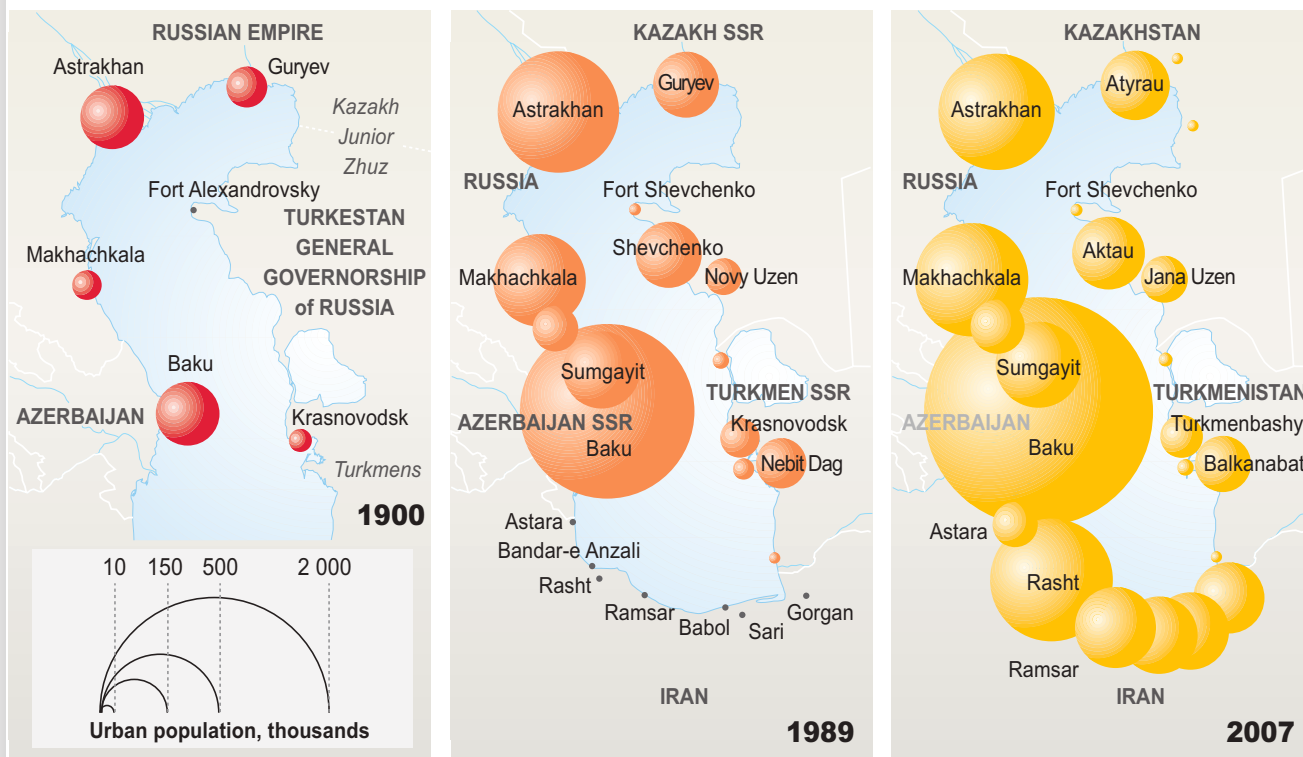 RUSSIAN EMPIRE
Astrakhan
Guryev
Kazakh
Junior
Zhuz
Fort Alexandrovsky
TURKESTAN
GENERAL
GOVERNORSHIP
of RUSSIA
Makhachkala
Baku
AZERBAIJAN
Krasnovodsk
Turkmens
1900
10 150 500 2 000
Urban population, thousands
KAZAKH SSR
Astrakhan
Guryev
RUSSIA
Fort Shevchenko
Shevchenko
Makhachkala
Novy Uzen
Sumgayit
TURKMEN SSR
AZERBAIJAN SSR
Krasnovodsk
Baku
Nebit Dag
Astara
Bandar-e Anzali
Rasht
Ramsar
Babol
Sari
Gorgan
IRAN
1989
KAZAKHSTAN
Astrakhan
Atyrau
RUSSIA
Fort Shevchenko
Aktau
Makhachkala
Jana Uzen
Sumgayit
TURKMENISTAN
AZERBAIJAN
Turkmenbashy
Baku
Balkanabat
Astara
Rasht
Ramsar
IRAN
2007